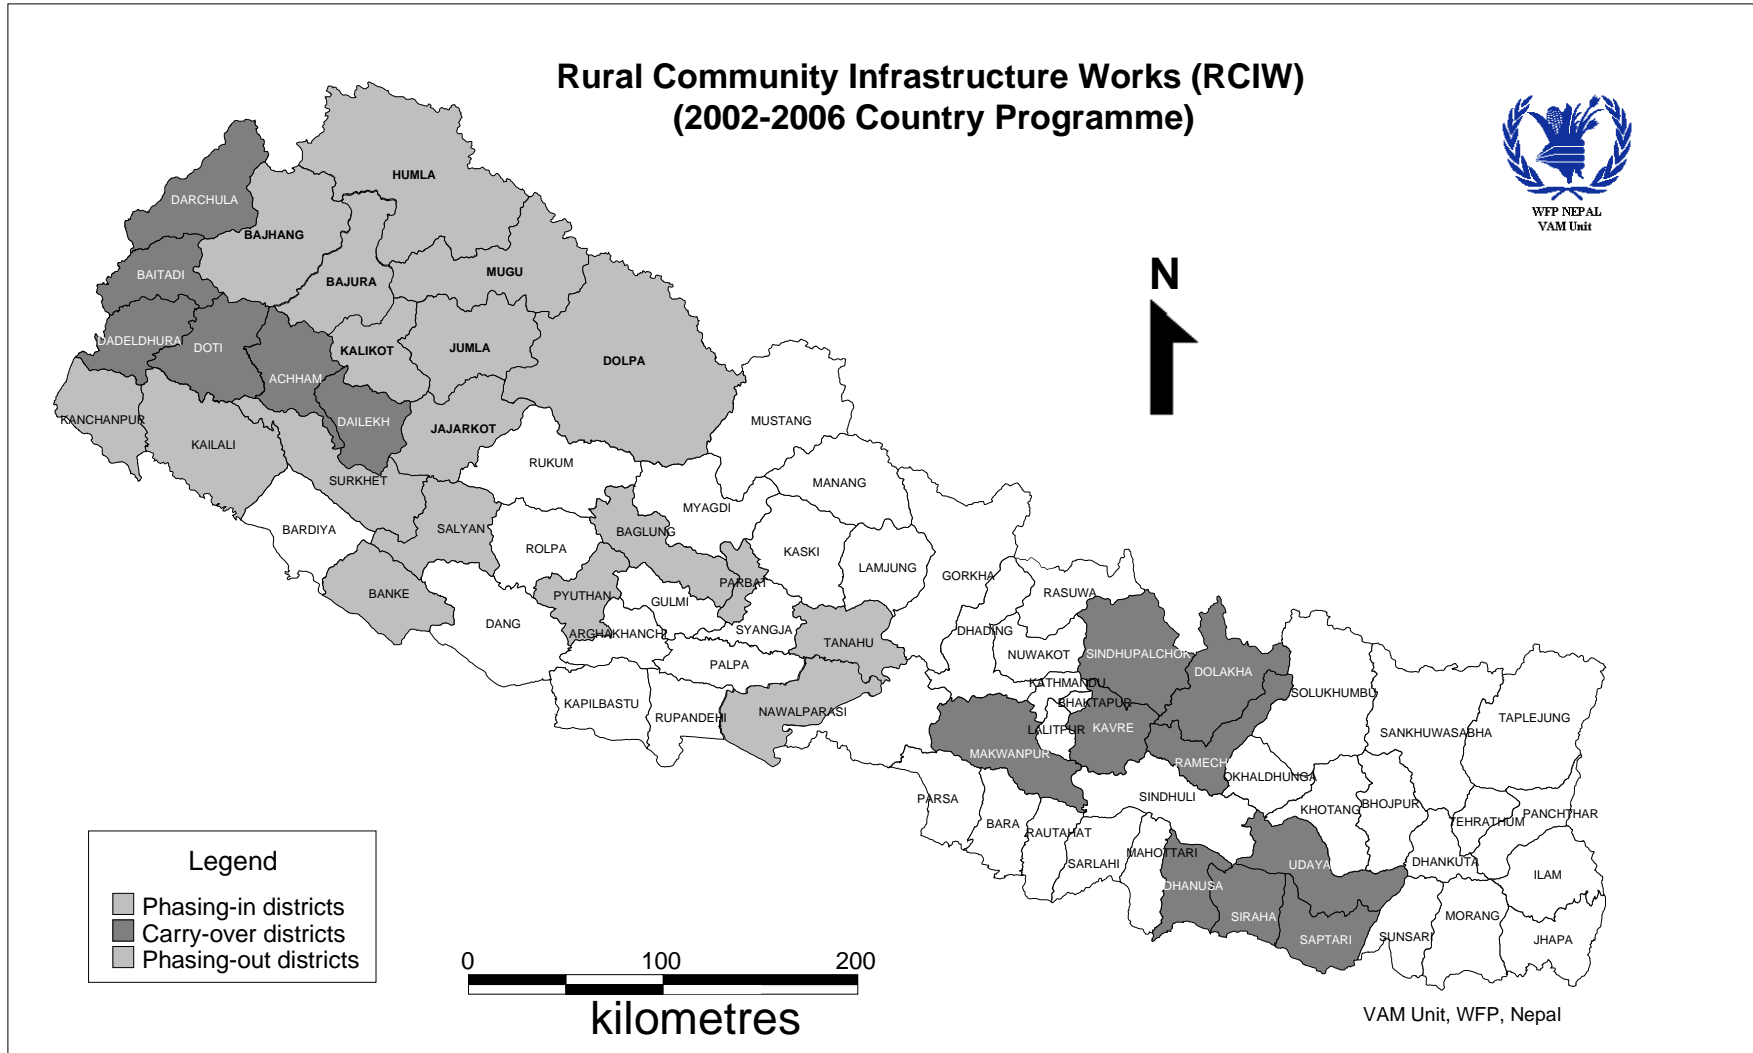 Rural Community Infrastructure Works (RCIW)
(2002-2006 Country Programme)
WFP NEPAL
VAM Unit
N
HUMLA
DARCHULA
BAJHANG
BAITADI
BAJURA
MUGU
DADELDHURA
DOTI
KALIKOT
JUMLA
DOLPA
ACHHAM
KANCHANPUR
DAILEKH
JAJARKOT
MUSTANG
KAILALI
RUKUM
SURKHET
MANANG
MYAGDI
BARDIYA
SALYAN
BAGLUNG
ROLPA
KASKI
LAMJUNG
GORKHA
PARBAT
BANKE
PYUTHAN
GULMI
RASUWA
DANG
ARGHAKHANCHI
SYANGJA
TANAHU
DHADING
NUWAKOT
SINDHUPALCHOK
PALPA
DOLAKHA
KATHMANDU
SOLUKHUMBU
KAPILBASTU
RUPANDEHI
NAWALPARASI
BHAKTAPUR
LALITPUR
KAVRE
TAPLEJUNG
SANKHUWASABHA
MAKWANPUR
RAMECH
OKHALDHUNGA
PARSA
SINDHULI
KHOTANG
BHOJPUR
TEHRATHUM
PANCHTHAR
BARA
RAUTAHAT
SARLAHI
MAHOTTARI
UDAYA
DHANKUTA
ILAM
DHANUSA
SIRAHA
MORANG
SAPTARI
SUNSARI
JHAPA
Legend
Phasing-in districts
Carry-over districts
Phasing-out districts
0 100 200
kilometres
VAM Unit, WFP, Nepal